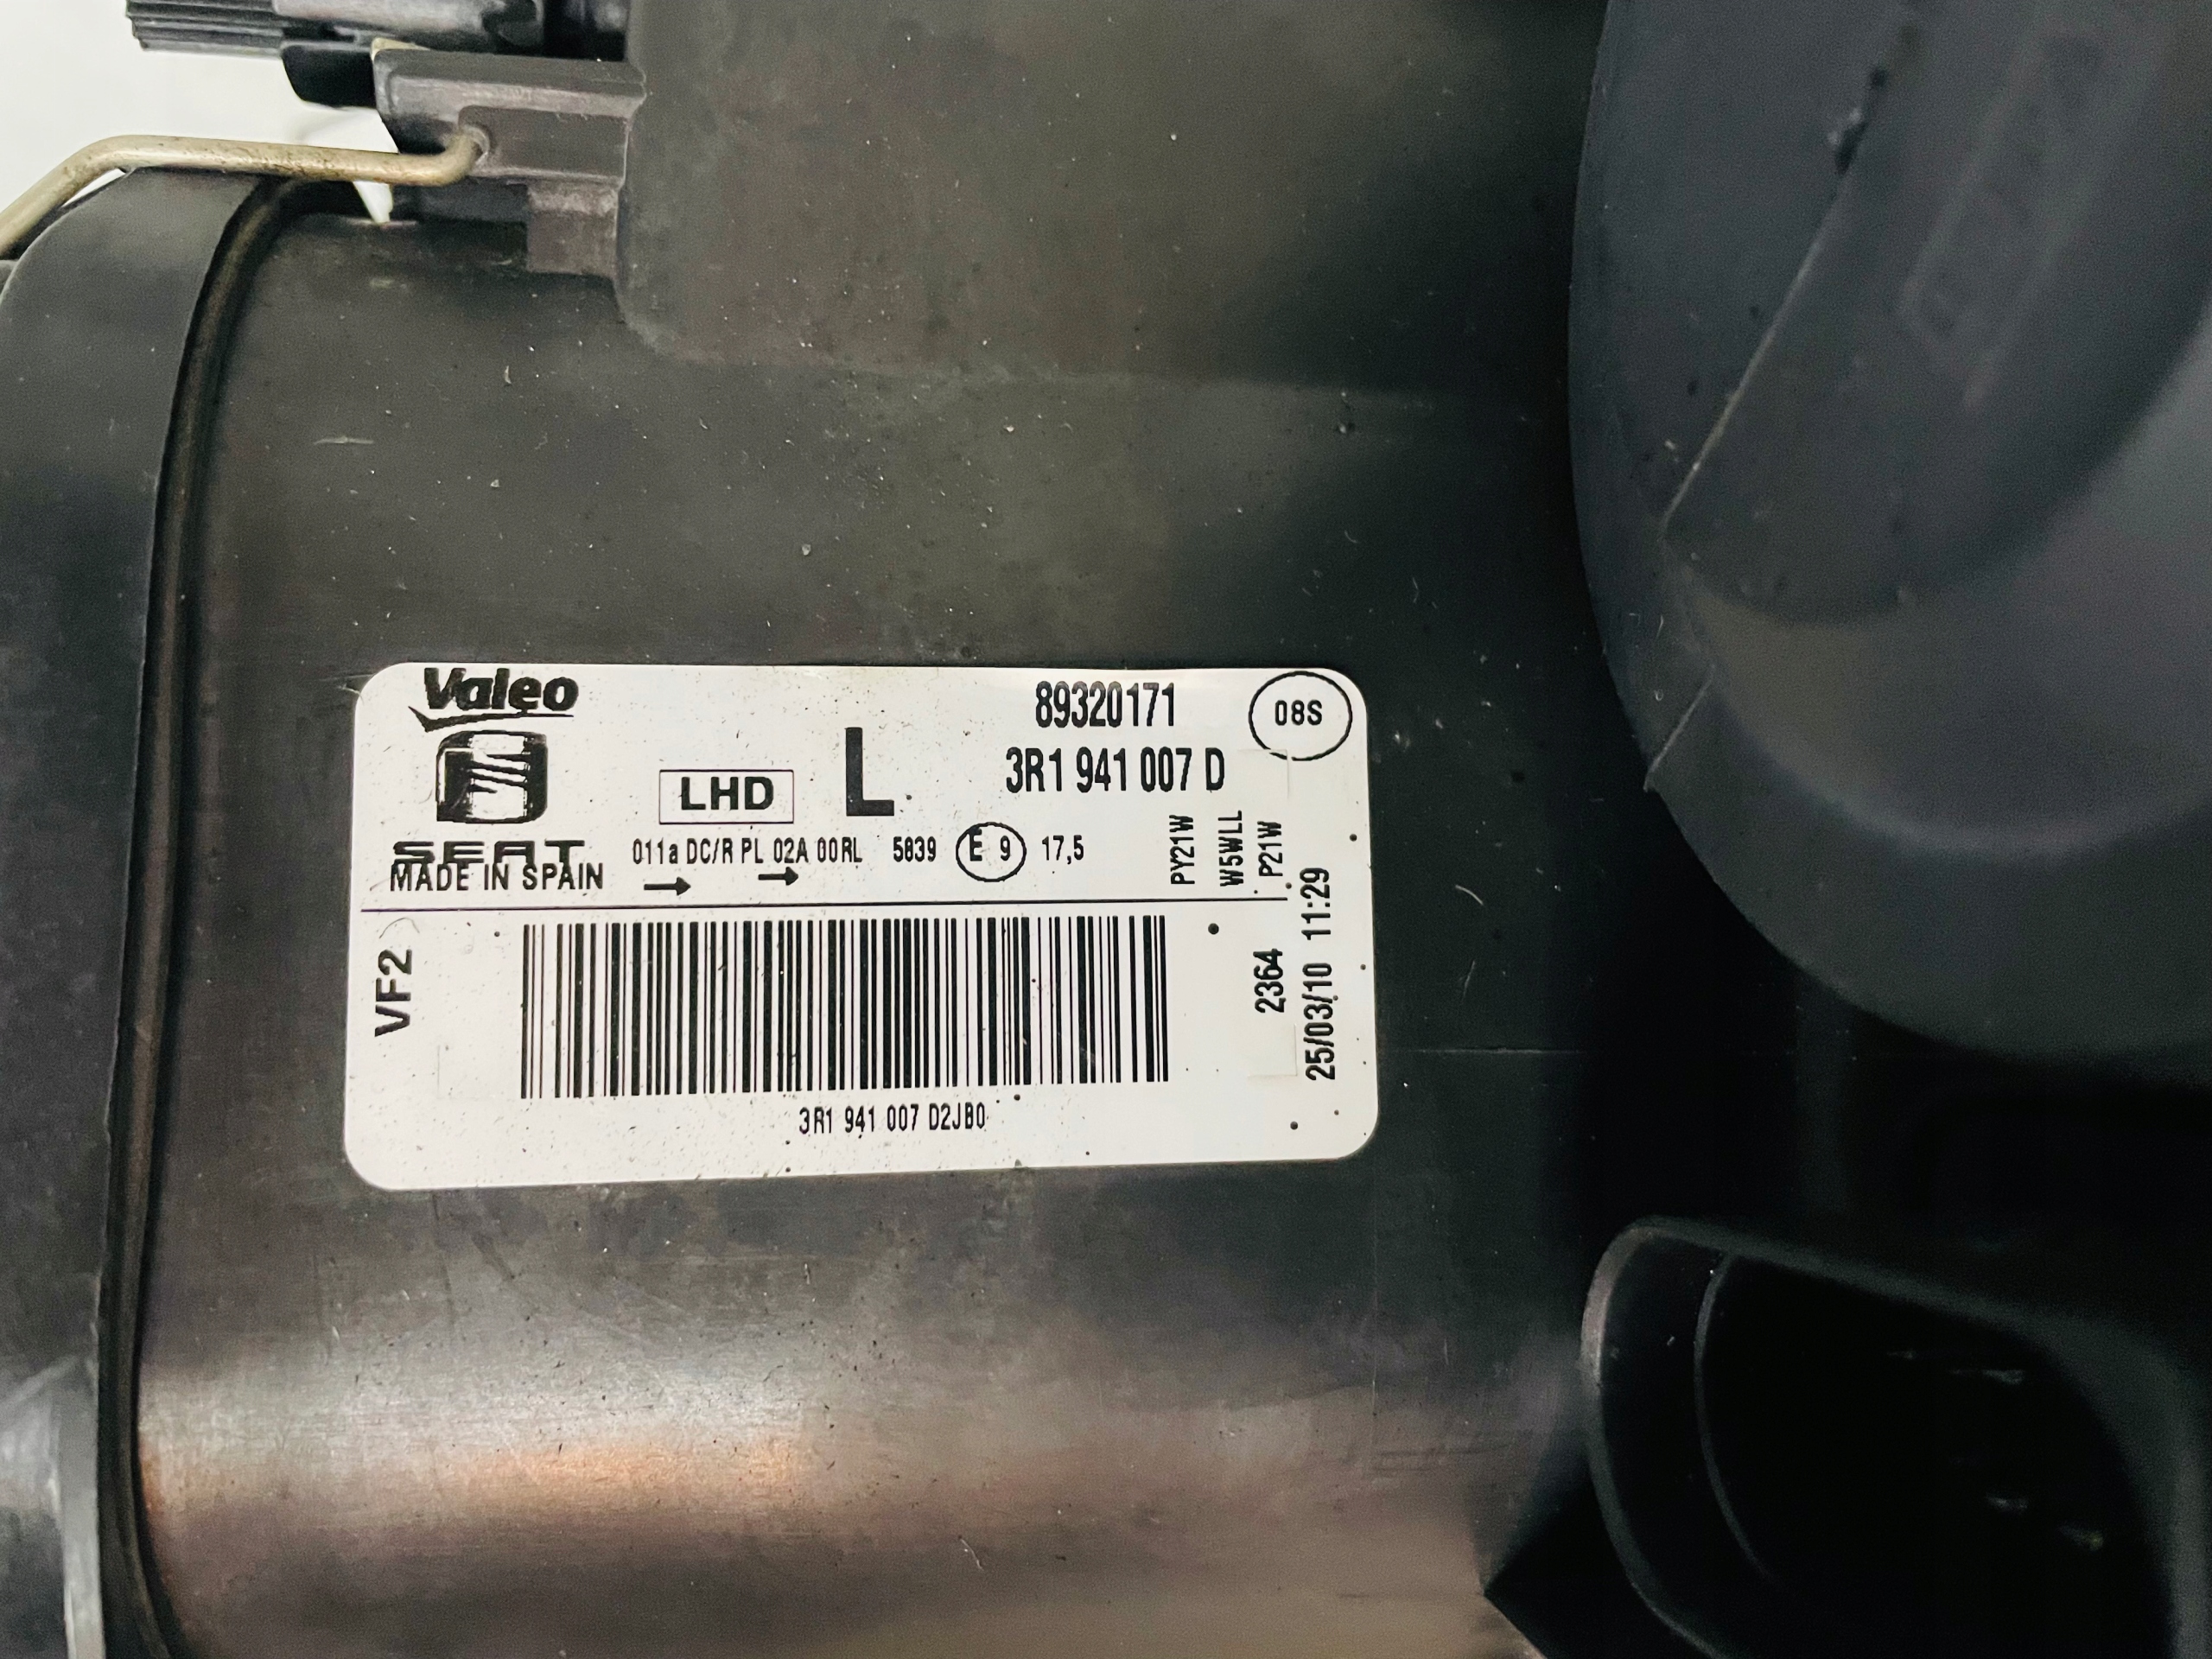 Valeo
89320171
08S
LHD
L
3R1 941 007 D
SEAT
MADE IN SPAIN
011a DC/R PL 02A 00RL 5839 E 9 17,5
→ →
PY21W
W5WLL
P21W
VF2
2364
25/03/10 11:29
3R1 941 007 D2JB0